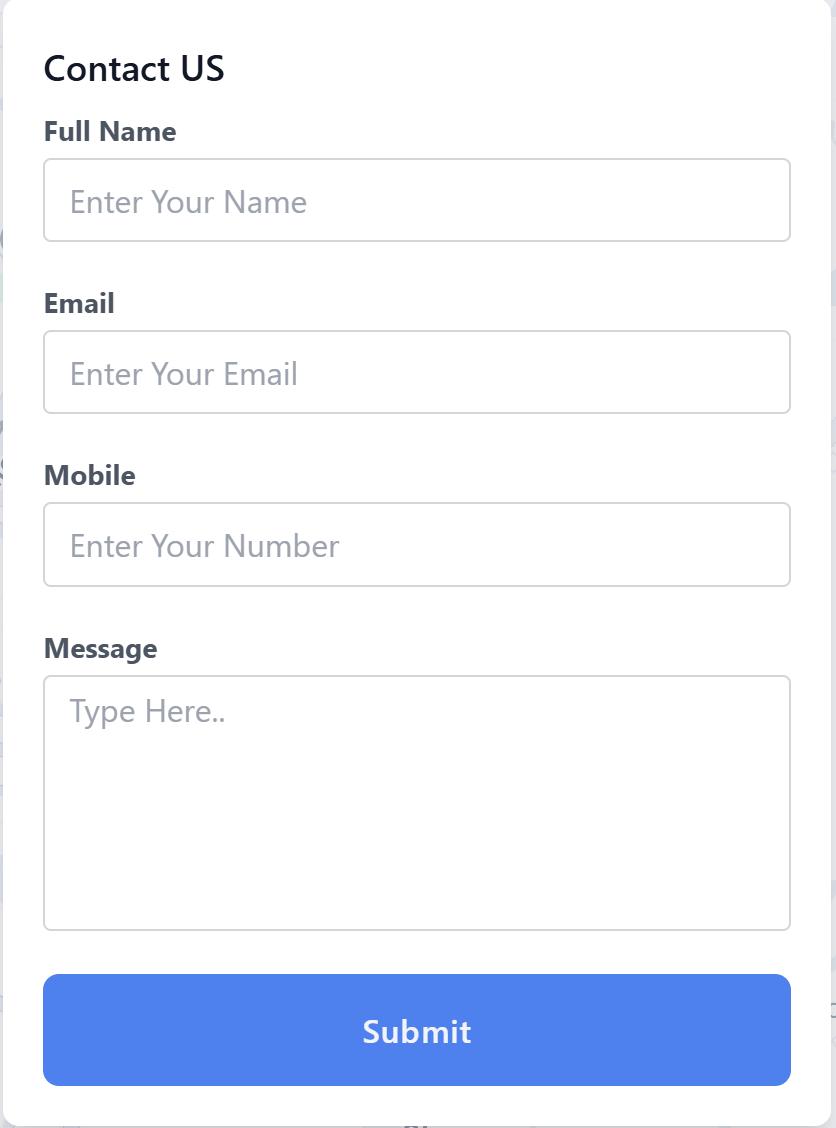 Contact US
Full Name
Enter Your Name
Email
Enter Your Email
Mobile
Enter Your Number
Message
Type Here..
Submit